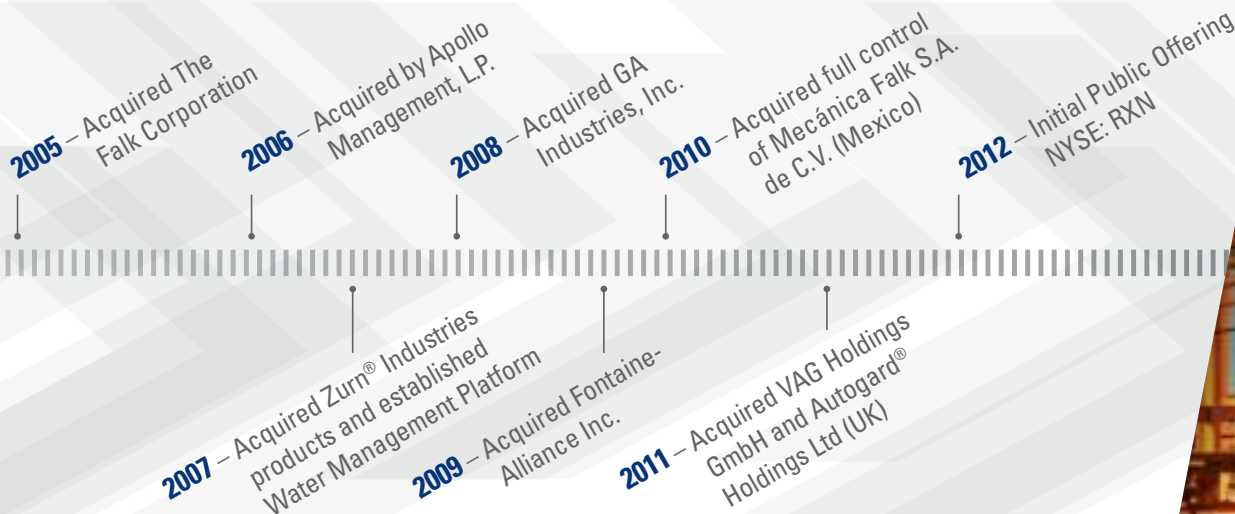 2005 – Acquired The
Falk Corporation
2006 – Acquired by Apollo
Management, L.P.
2008 – Acquired GA
Industries, Inc.
2010 – Acquired full control
of Mecánica Falk S.A.
de C.V. (Mexico)
2012 – Initial Public Offering
NYSE: RXN
2007 – Acquired Zurn® Industries
products and established
Water Management Platform
2009 – Acquired Fontaine-
Alliance Inc.
2011 – Acquired VAG Holdings
GmbH and Autogard®
Holdings Ltd (UK)